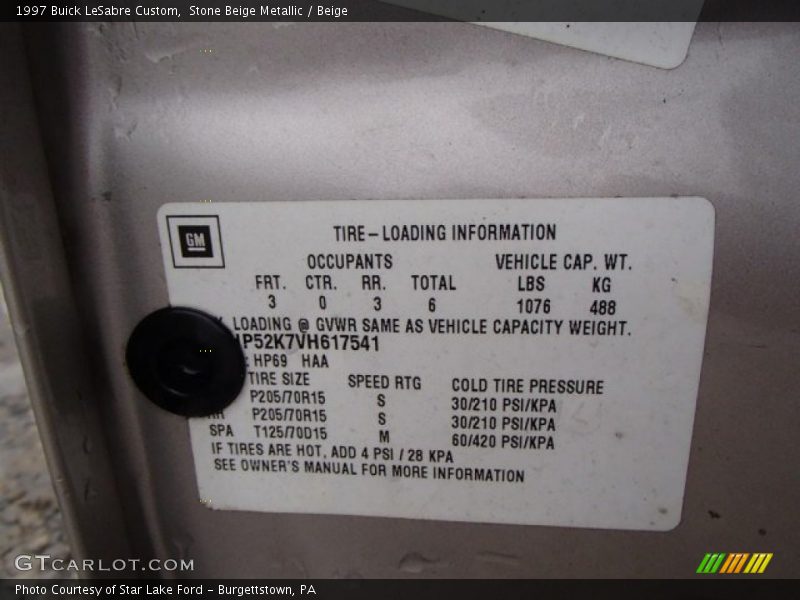 1997 Buick LeSabre Custom,  Stone Beige Metallic / Beige
GM
TIRE-LOADING INFORMATION
OCCUPANTS VEHICLE CAP. WT.
FRT. CTR. RR. TOTAL LBS KG
3 0 3 6 1076 488
LOADING @ GVWR SAME AS VEHICLE CAPACITY WEIGHT.
P52K7VH617541
: HP69 HAA
TIRE SIZE SPEED RTG COLD TIRE PRESSURE
P205/70R15 S 30/210 PSI/KPA
P205/70R15 S 30/210 PSI/KPA
SPA T125/70D15 M 60/420 PSI/KPA
IF TIRES ARE HOT, ADD 4 PSI / 28 KPA
SEE OWNER'S MANUAL FOR MORE INFORMATION
GTCARLOT.COM
Photo Courtesy of Star Lake Ford - Burgettstown, PA